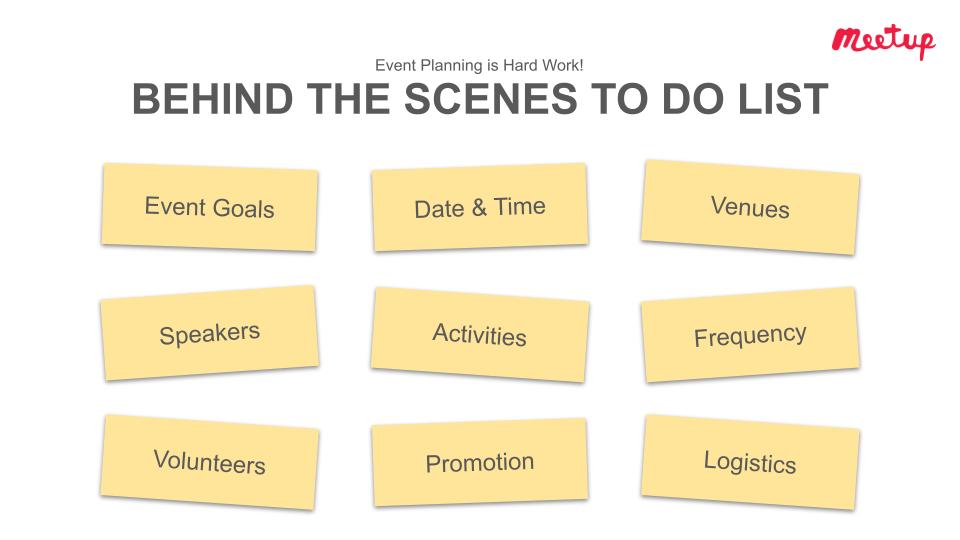 Meetup
Event Planning is Hard Work!
BEHIND THE SCENES TO DO LIST
Event Goals
Date & Time
Venues
Speakers
Activities
Frequency
Volunteers
Promotion
Logistics